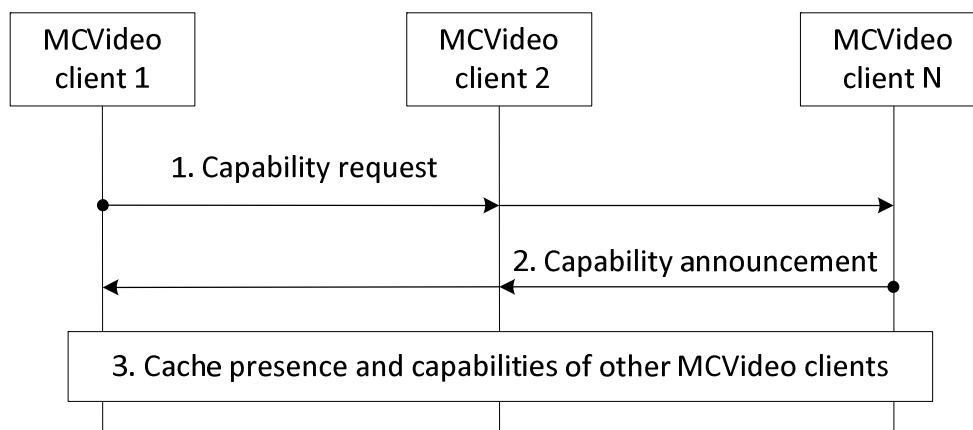 MCVideo
client 1
MCVideo
client 2
MCVideo
client N
1. Capability request
2. Capability announcement
3. Cache presence and capabilities of other MCVideo clients